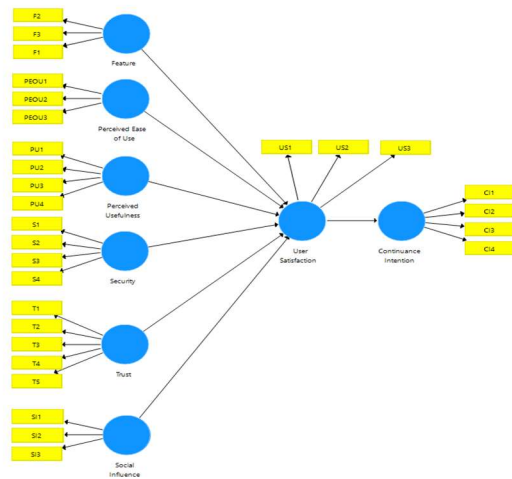 F2
F3
F1
Feature
PEOU1
PEOU2
PEOU3
Perceived Ease
of Use
PU1
PU2
PU3
PU4
Perceived
Usefulness
S1
S2
S3
S4
Security
T1
T2
T3
T4
T5
Trust
SI1
SI2
SI3
Social
Influence
US1
US2
US3
User
Satisfaction
CI1
CI2
CI3
CI4
Continuance
Intention